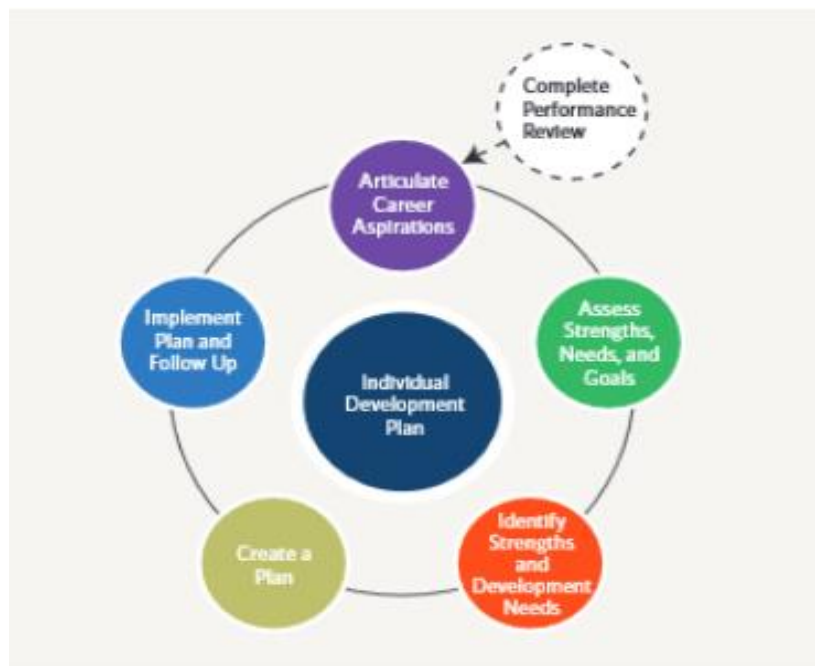 Complete
Performance
Review
Articulate
Career
Aspirations
Assess
Strengths,
Needs, and
Goals
Identify
Strengths
and
Development
Needs
Create a
Plan
Implement
Plan and
Follow Up
Individual
Development
Plan